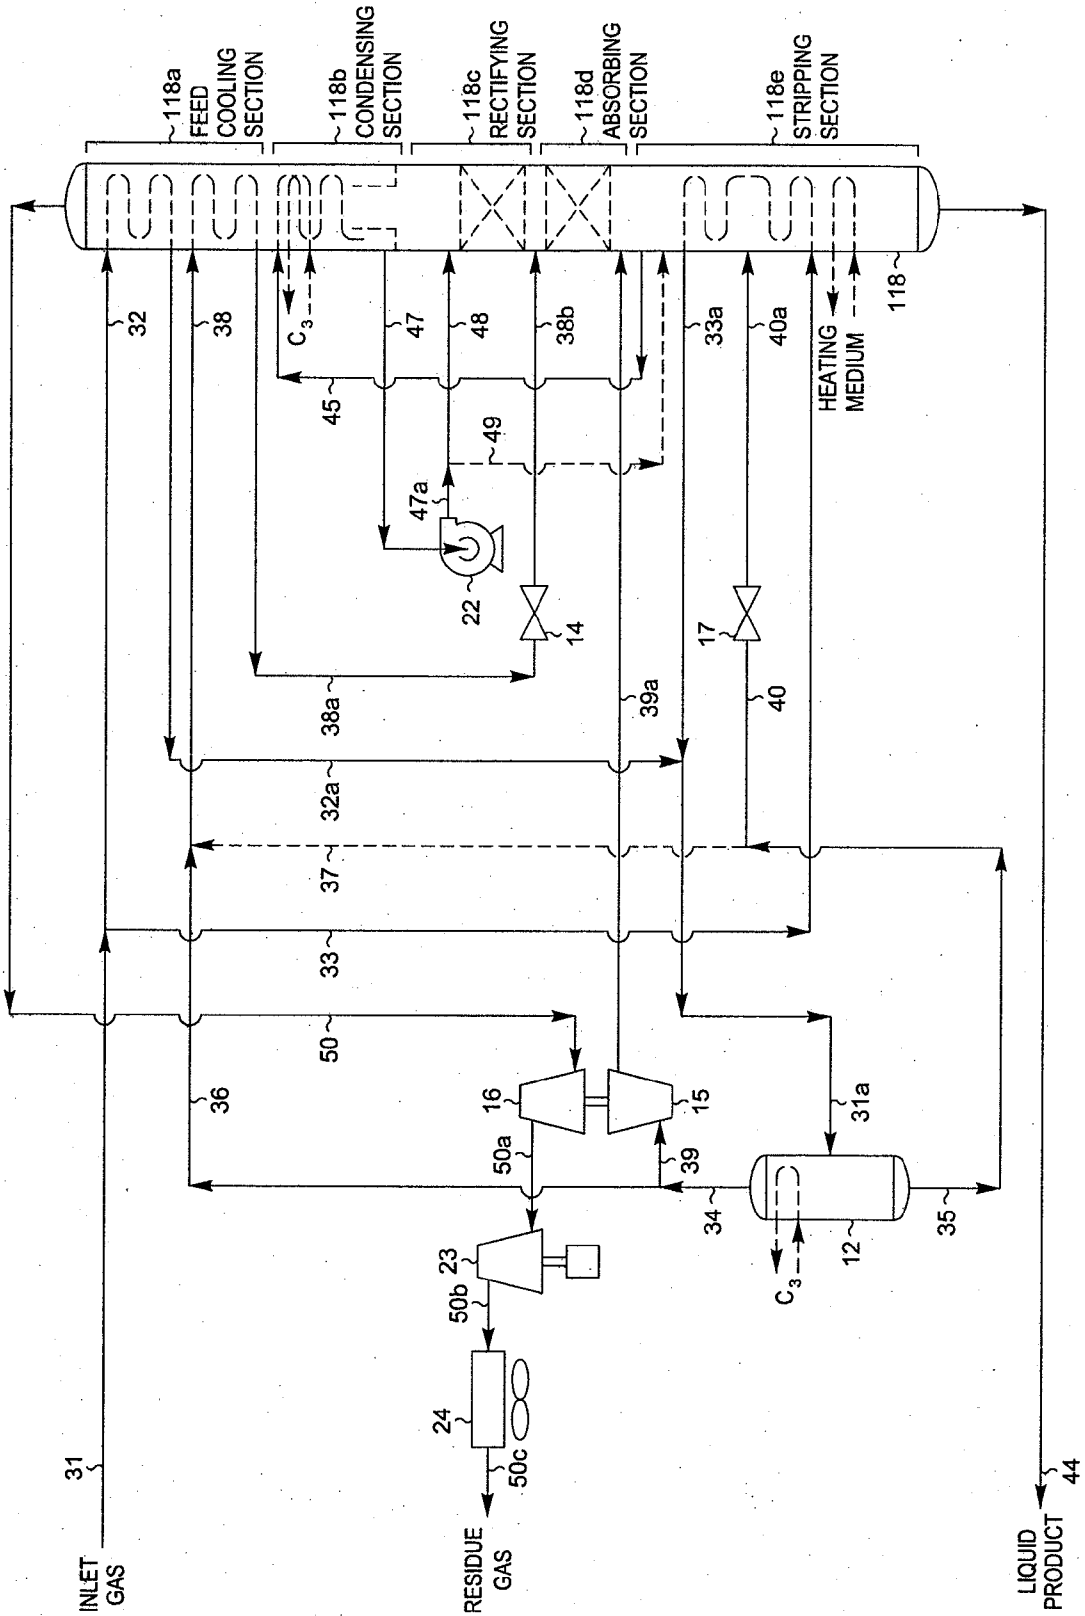 118a
FEED
COOLING
SECTION
118b
CONDENSING
SECTION
118c
RECTIFYING
SECTION
118d
ABSORBING
SECTION
118e
STRIPPING
SECTION
32
38
C3
47
48
38b
33a
40a
118
HEATING
MEDIUM
45
49
47a
22
14
17
38a
39a
40
32a
37
33
50
36
16
15
31a
50a
39
34
35
12
C3
23
50b
24
50c
31
44
INLET
GAS
RESIDUE
GAS
LIQUID
PRODUCT